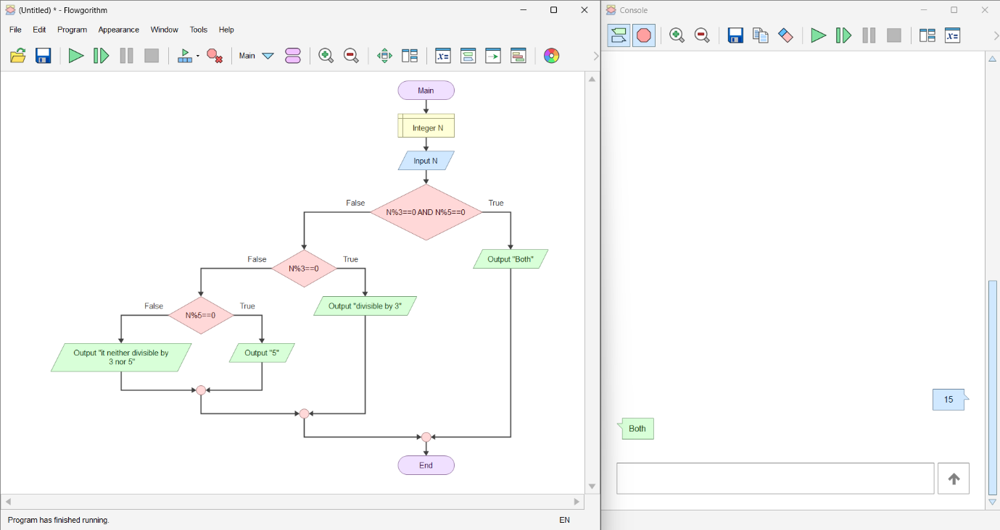 (Untitled) * - Flowgorithm
File Edit Program Appearance Window Tools Help
Main
x=
Main
Integer N
Input N
False
True
N%3==0 AND N%5==0
False
True
N%3==0
Output "Both"
False
True
N%5==0
Output "divisible by 3"
Output "it neither divisible by
3 nor 5"
Output "5"
End
Program has finished running.
EN
Console
x=
15
Both